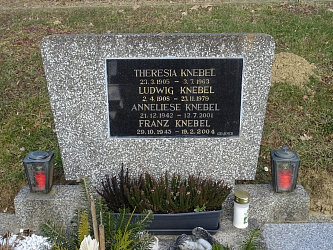 THERESIA KNEBEL
23.3.1905 — 3.7.1963
LUDWIG KNEBEL
2.4.1908 — 23.11.1979
ANNELIESE KNEBEL
21.12.1942 — 12.7.2001
FRANZ KNEBEL
29.10.1943 — 19.2.2004